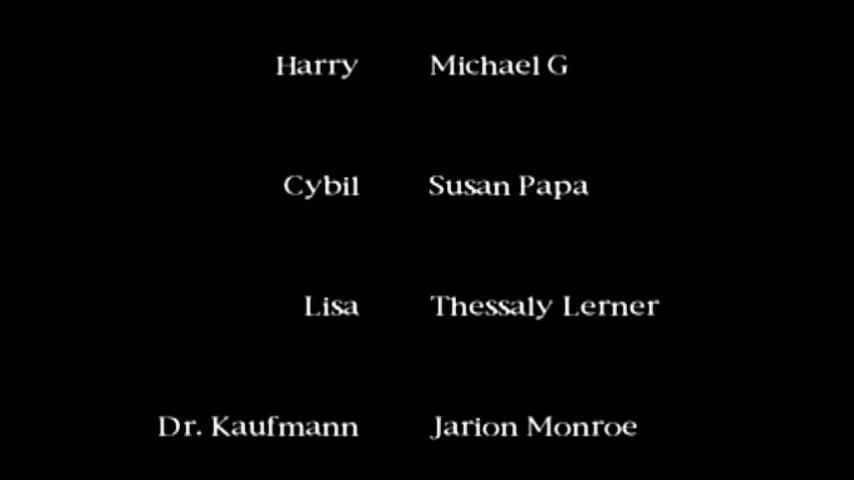 Harry Michael G
Cybil Susan Papa
Lisa Thessaly Lerner
Dr. Kaufmann Jarion Monroe